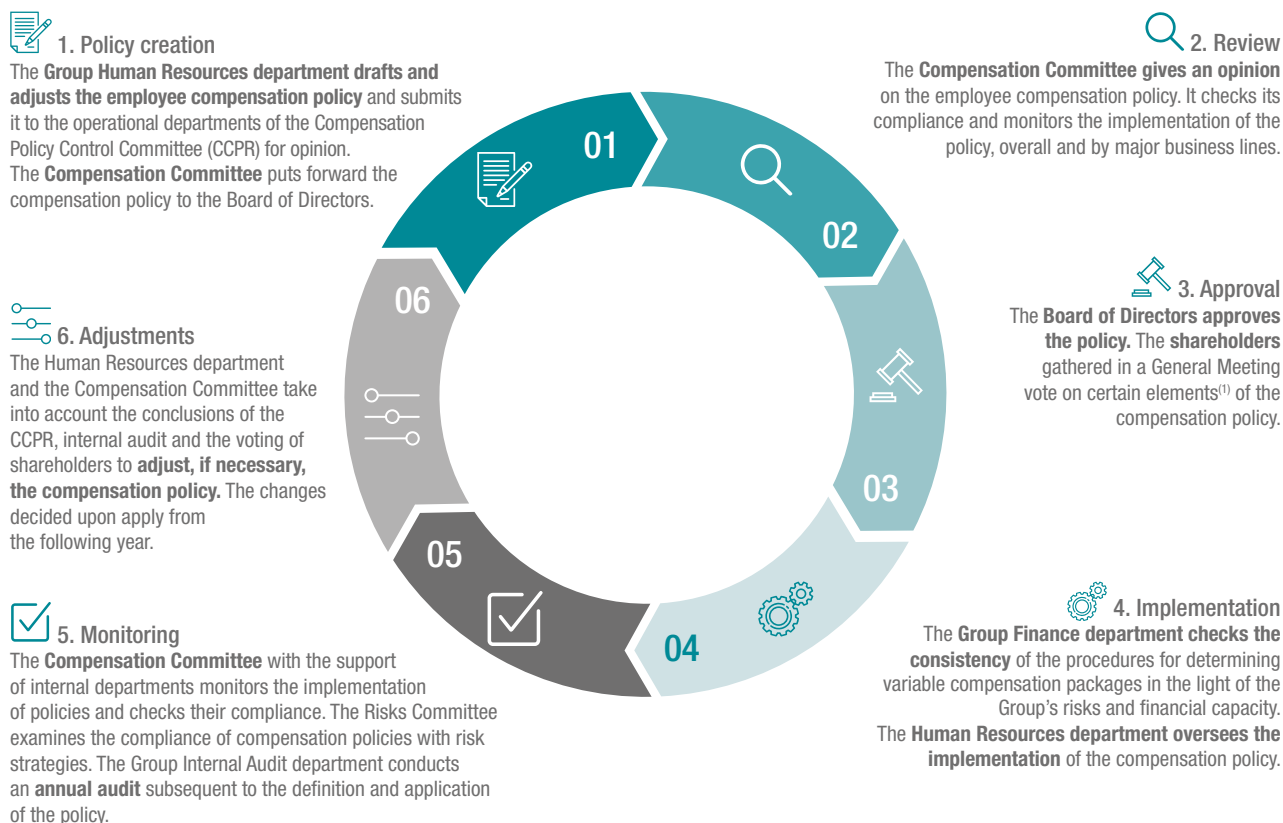 1. Policy creation
The Group Human Resources department drafts and
adjusts the employee compensation policy and submits
it to the operational departments of the Compensation
Policy Control Committee (CCPR) for opinion.
The Compensation Committee puts forward the
compensation policy to the Board of Directors.
2. Review
The Compensation Committee gives an opinion
on the employee compensation policy. It checks its
compliance and monitors the implementation of the
policy, overall and by major business lines.
3. Approval
The Board of Directors approves
the policy. The shareholders
gathered in a General Meeting
vote on certain elements(1) of the
compensation policy.
4. Implementation
The Group Finance department checks the
consistency of the procedures for determining
variable compensation packages in the light of the
Group's risks and financial capacity.
The Human Resources department oversees the
implementation of the compensation policy.
5. Monitoring
The Compensation Committee with the support
of internal departments monitors the implementation
of policies and checks their compliance. The Risks Committee
examines the compliance of compensation policies with risk
strategies. The Group Internal Audit department conducts
an annual audit subsequent to the definition and application
of the policy.
6. Adjustments
The Human Resources department
and the Compensation Committee take
into account the conclusions of the
CCPR, internal audit and the voting of
shareholders to adjust, if necessary,
the compensation policy. The changes
decided upon apply from
the following year.
01
02
03
04
05
06